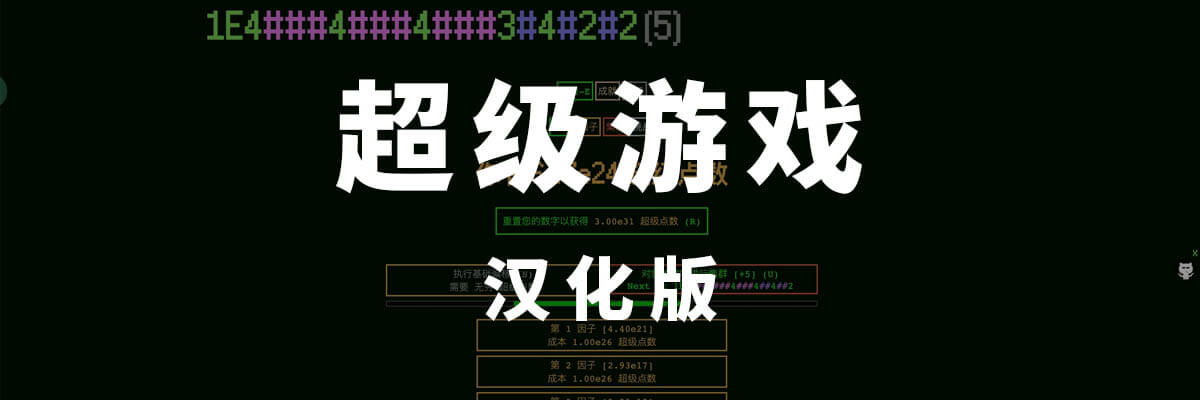 1E4###4###4###3#4#2#2(5)
成就
超级游戏
重置您的数字以获得 3.00e31 超级点数 (R)
[+5] (U)
汉化版
第 1 因子 [4.40e21]
成本 1.00e26 超级点数
第 2 因子 [2.93e17]
成本 1.00e26 超级点数
X